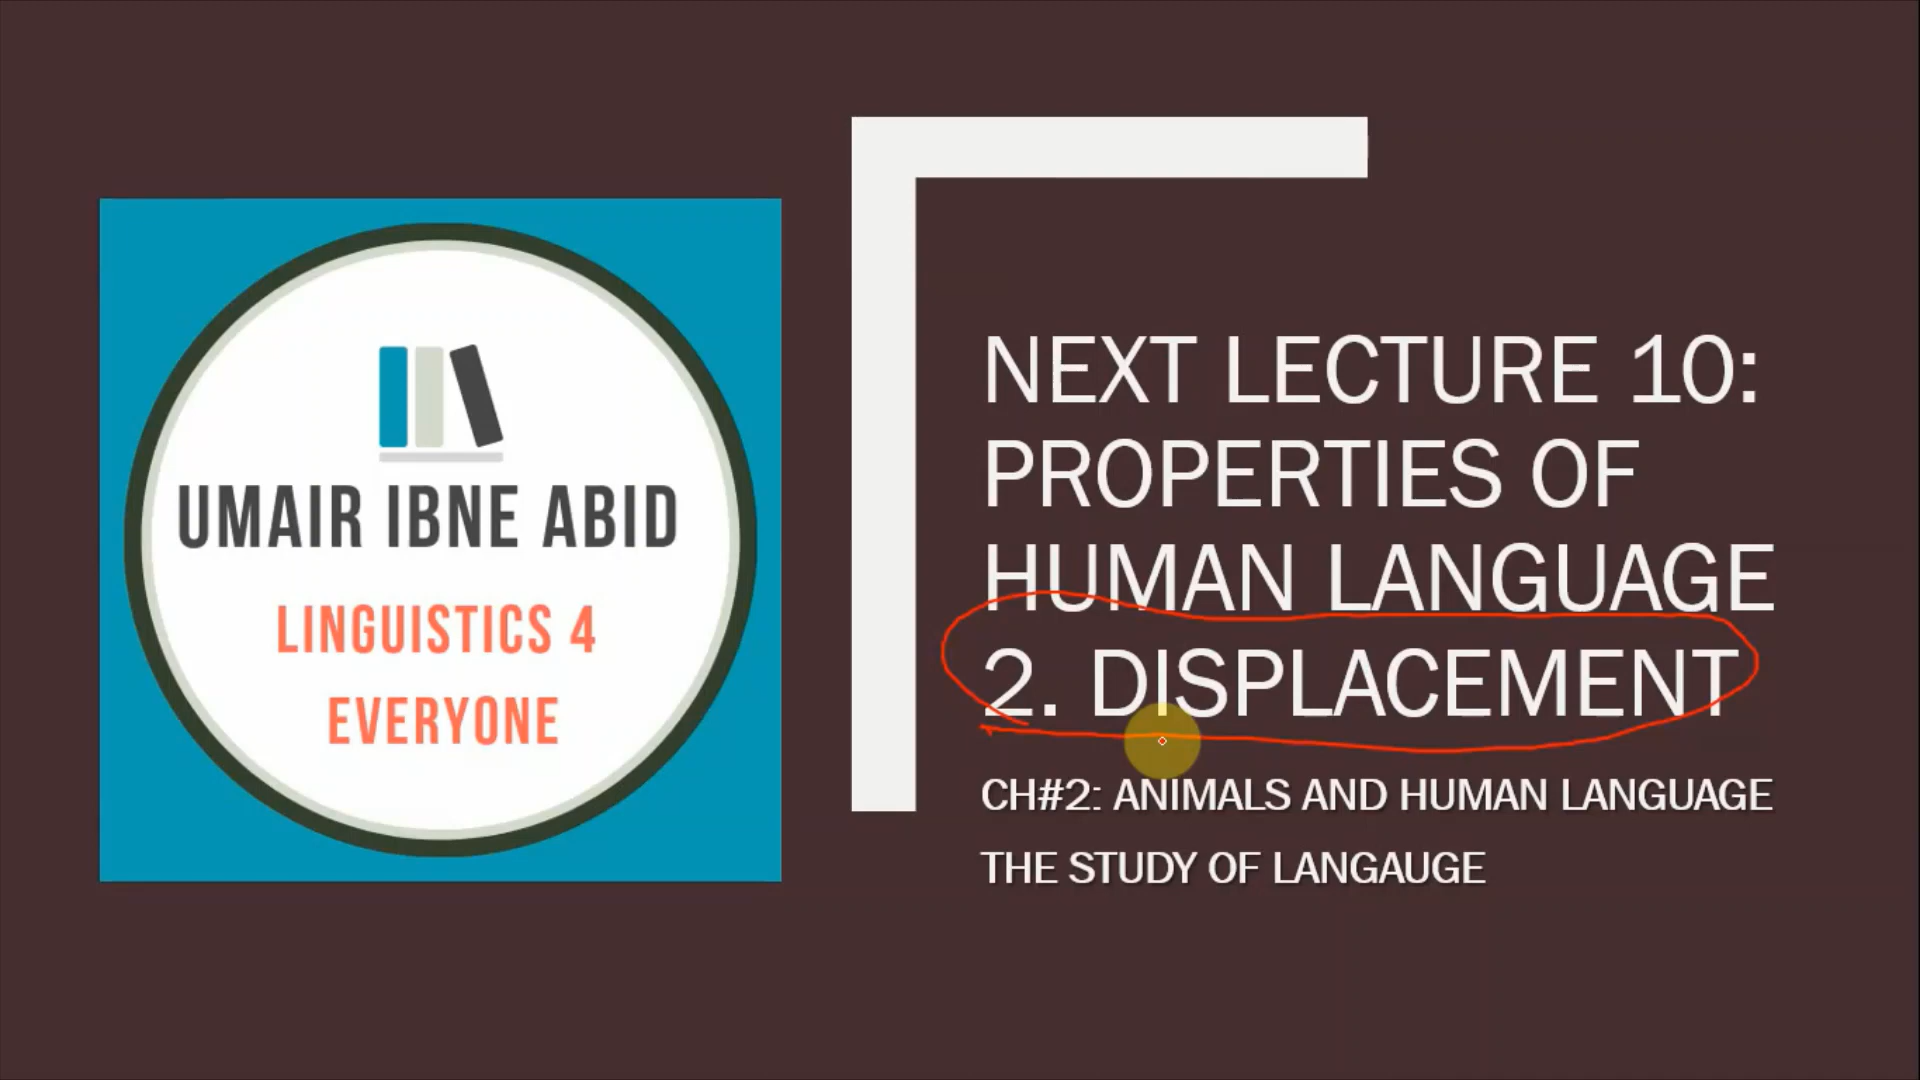 UMAIR IBNE ABID
LINGUISTICS 4
EVERYONE
NEXT LECTURE 10:
PROPERTIES OF
HUMAN LANGUAGE
2. DISPLACEMENT
CH#2: ANIMALS AND HUMAN LANGUAGE
THE STUDY OF LANGAUGE